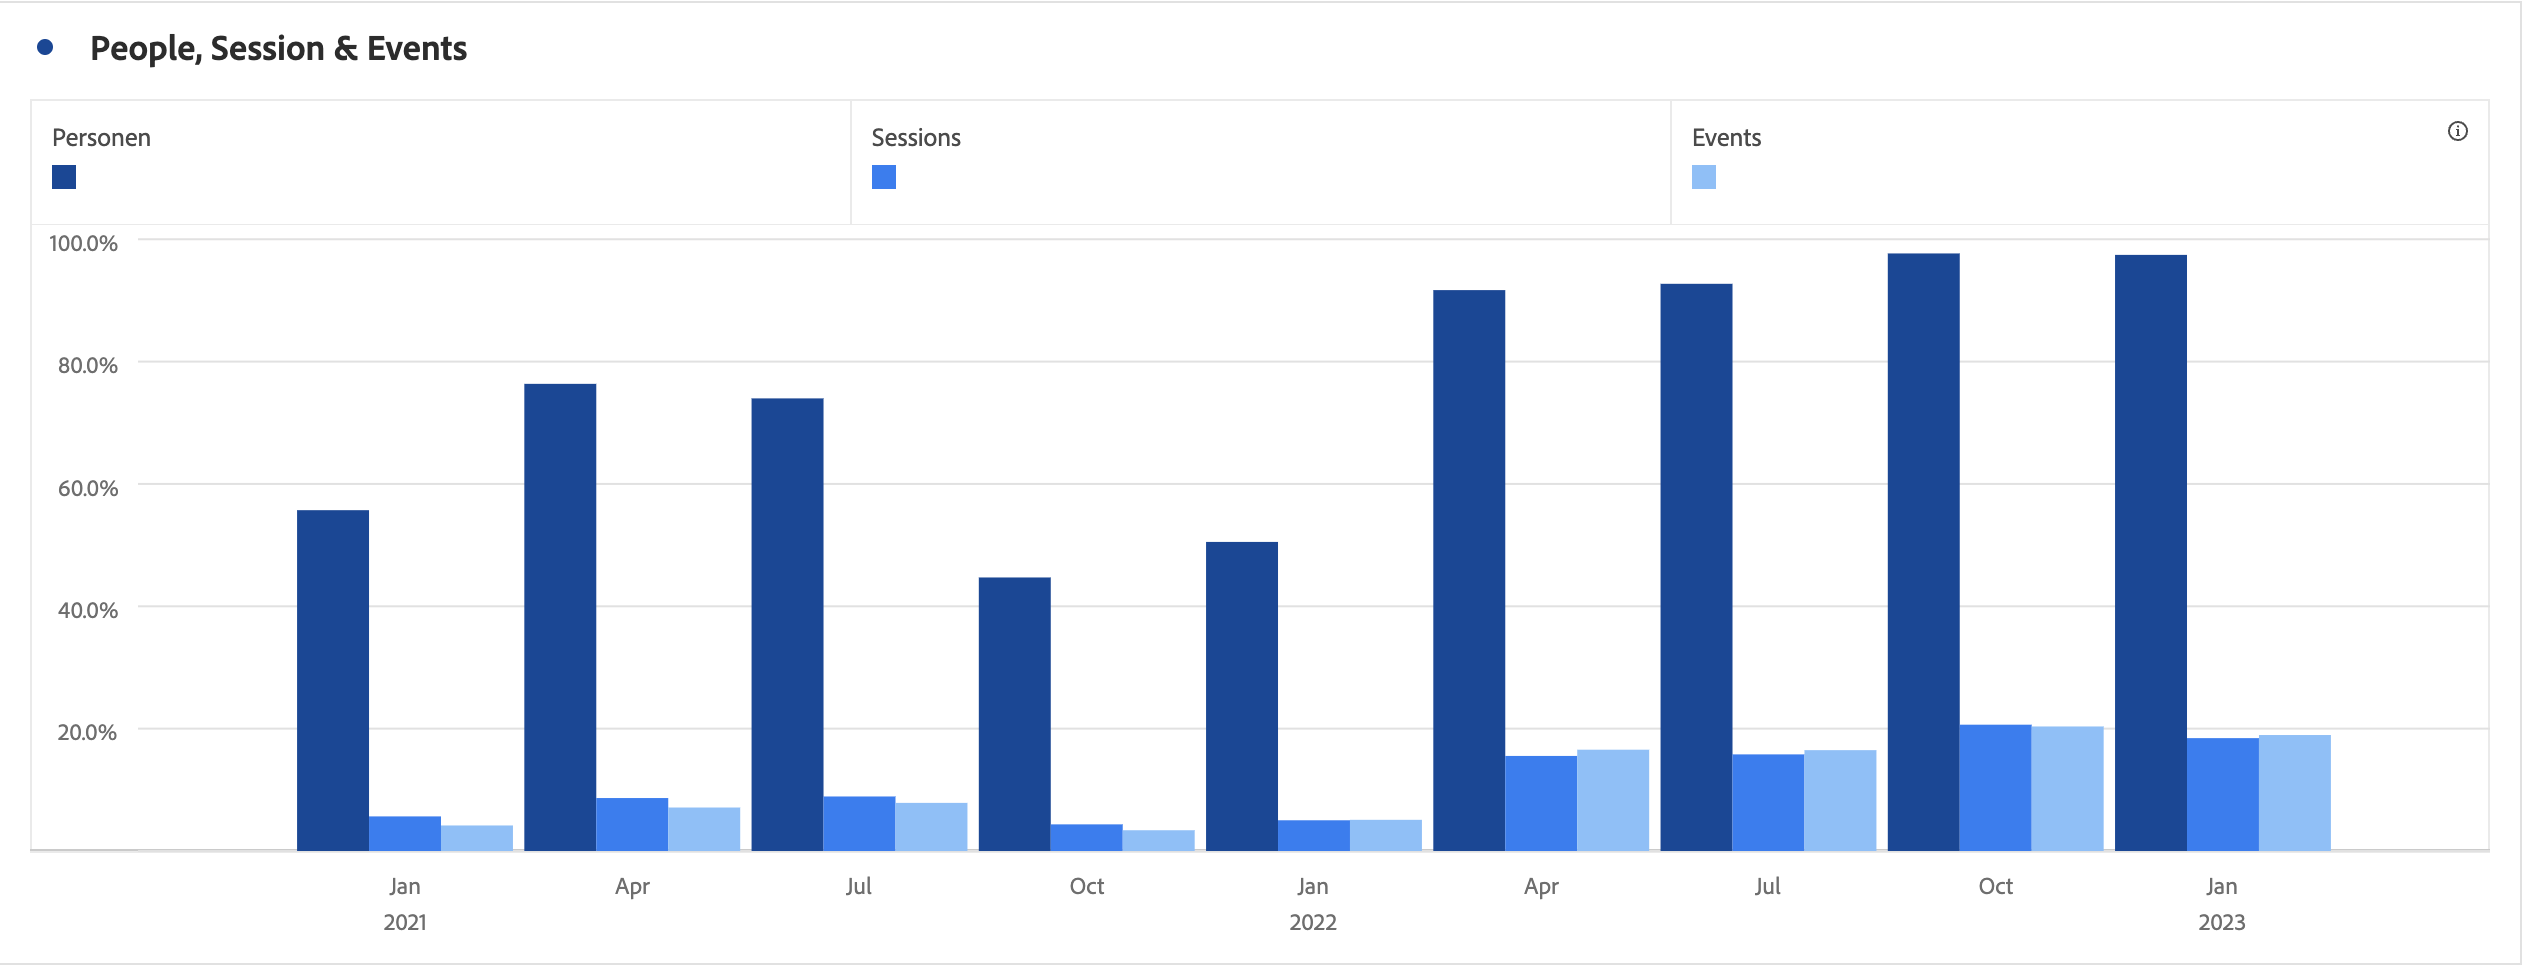 People, Session & Events
Personen
Sessions
Events
100.0%
80.0%
60.0%
40.0%
20.0%
Jan Apr Jul Oct Jan Apr Jul Oct Jan
2021 2022 2023